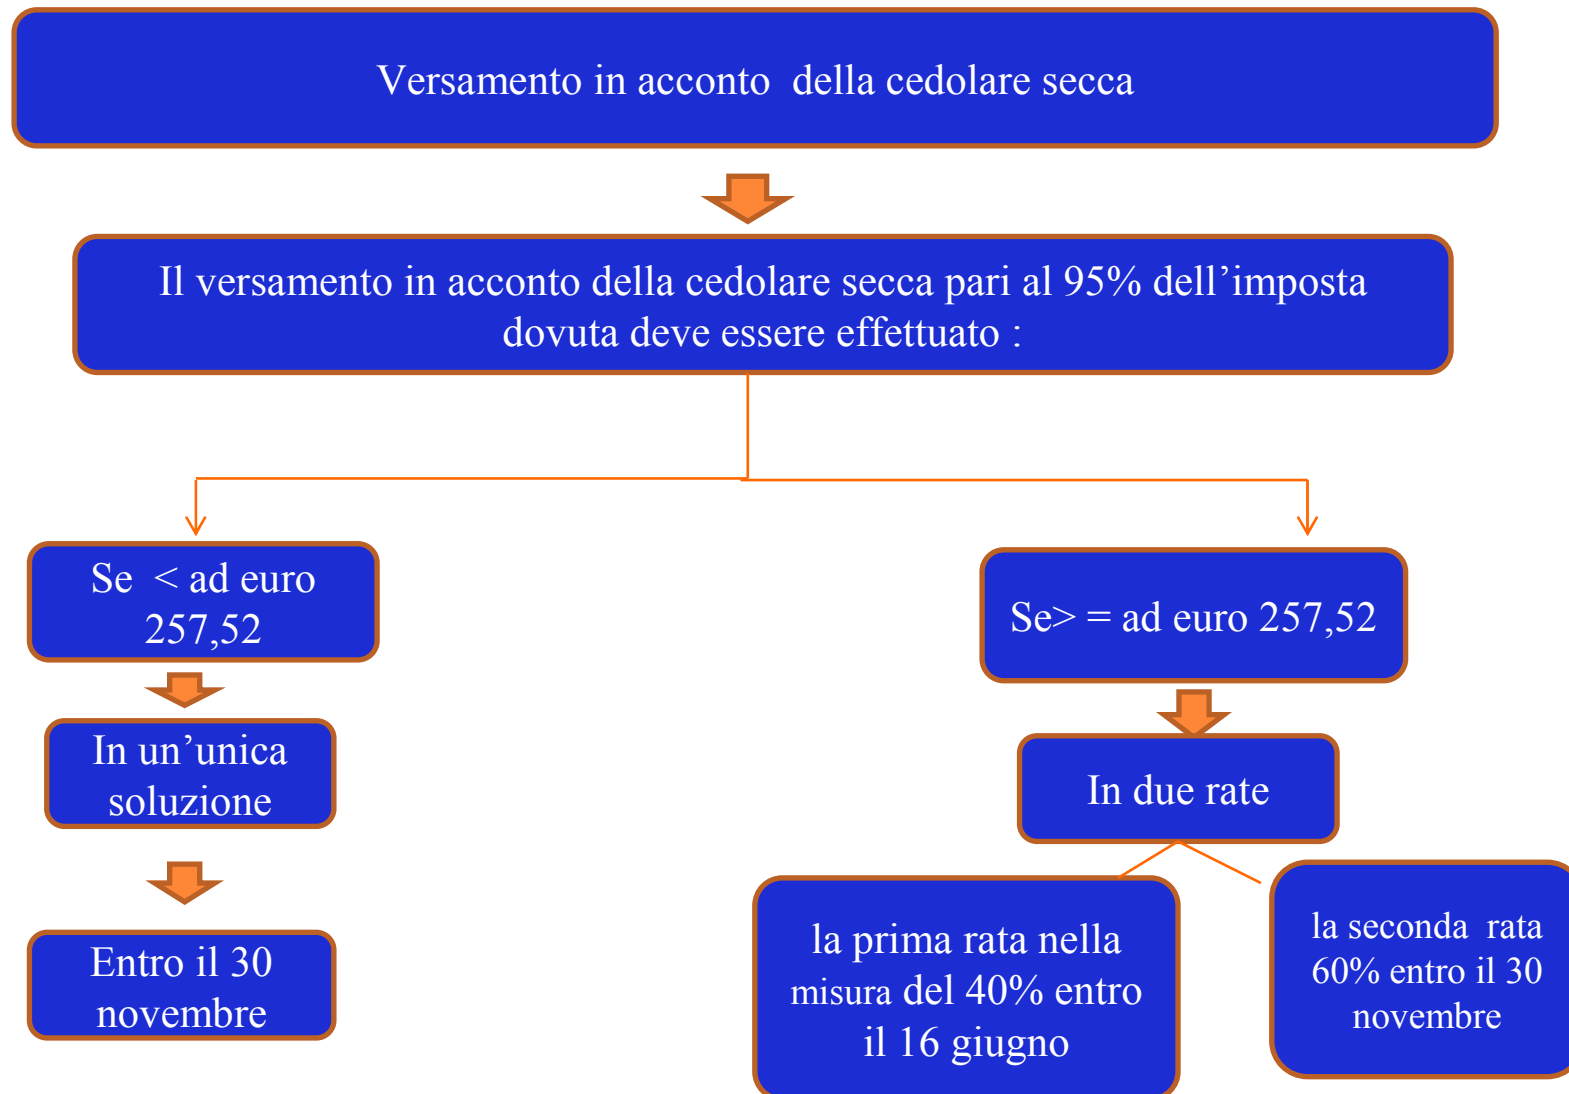 Versamento in acconto  della cedolare secca
Il versamento in acconto della cedolare secca pari al 95% dell’imposta
dovuta deve essere effettuato :
Se  < ad euro
257,52
In un’unica
soluzione
Entro il 30
novembre
Se> = ad euro 257,52
In due rate
la prima rata nella
misura del 40% entro
il 16 giugno
la seconda  rata
60% entro il 30
novembre